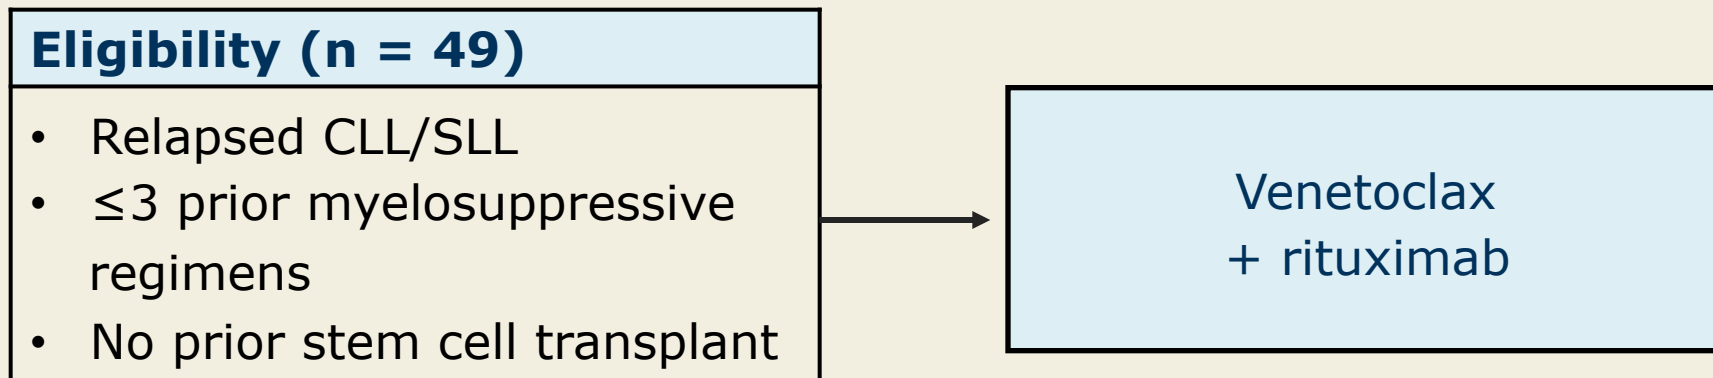 Eligibility (n = 49)
• Relapsed CLL/SLL
• ≤3 prior myelosuppressive
regimens
• No prior stem cell transplant
Venetoclax
+ rituximab